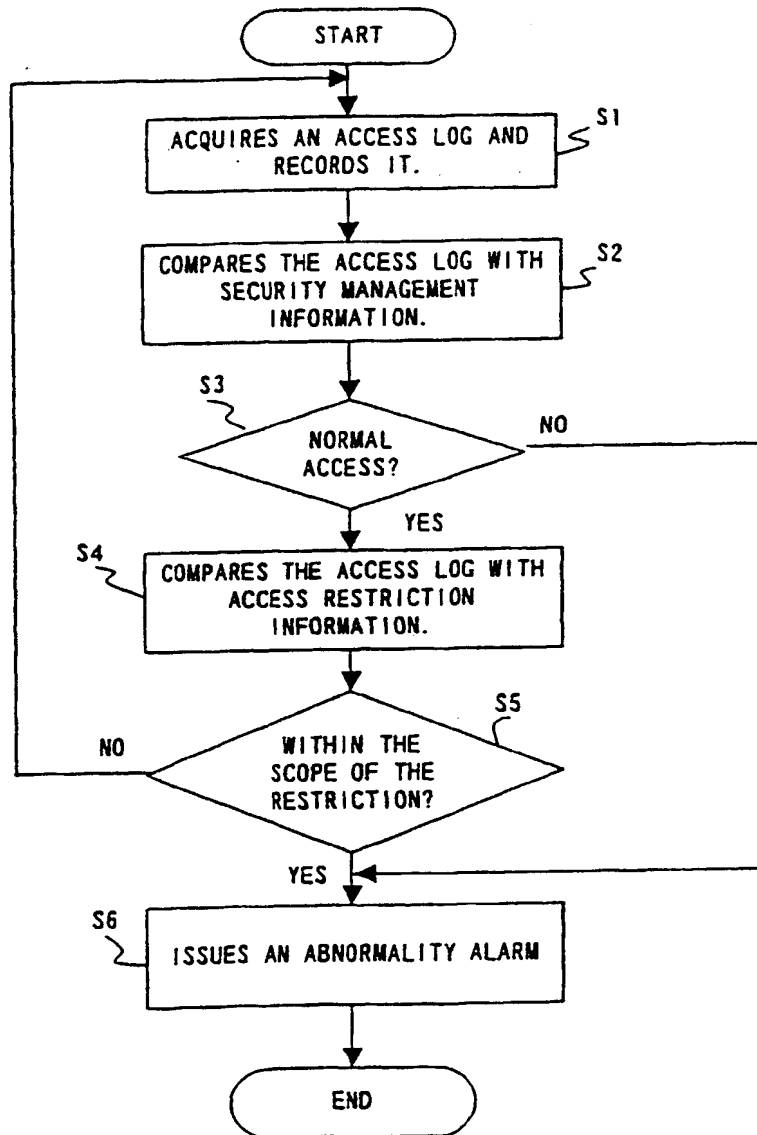 START
S1
ACQUIRES AN ACCESS LOG AND
RECORDS IT.
S2
COMPARES THE ACCESS LOG WITH
SECURITY MANAGEMENT
INFORMATION.
S3
NORMAL
ACCESS?
NO
YES
S4
COMPARES THE ACCESS LOG WITH
ACCESS RESTRICTION
INFORMATION.
S5
NO
WITHIN THE
SCOPE OF THE
RESTRICTION?
YES
S6
ISSUES AN ABNORMALITY ALARM
END